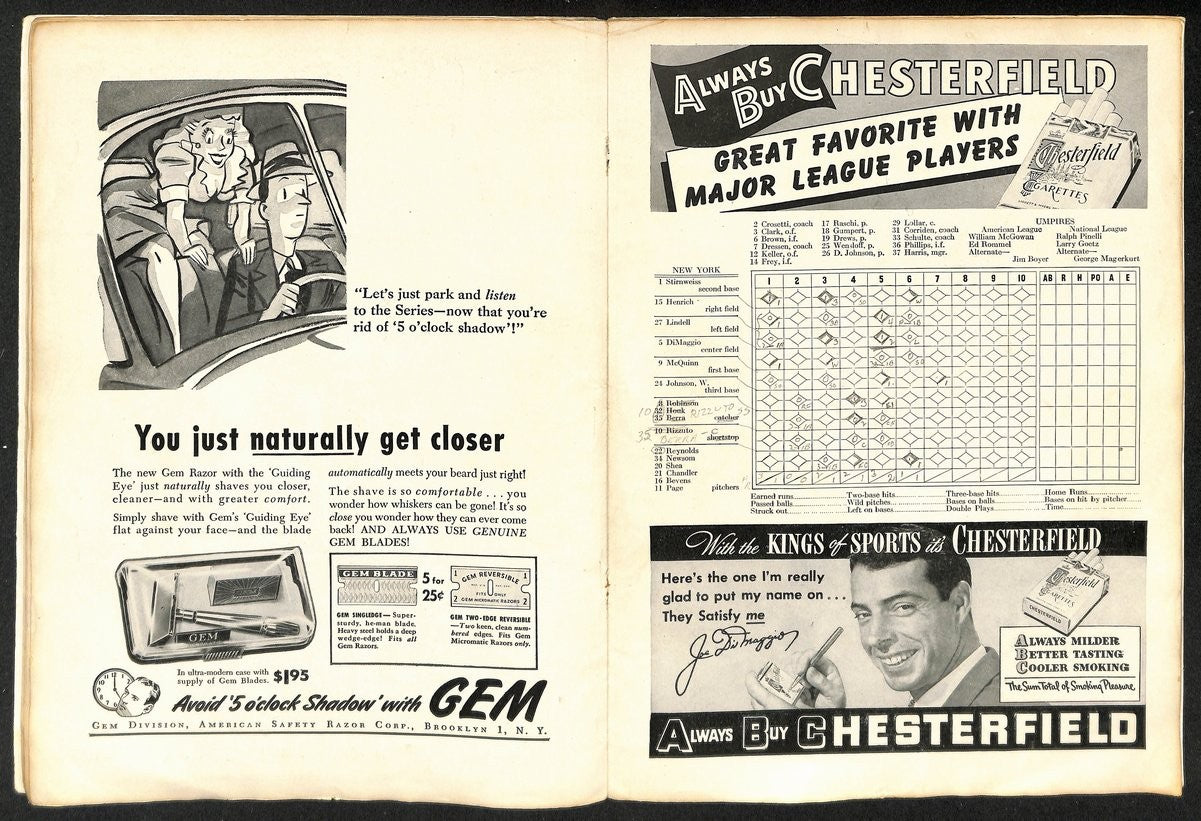 "Let's just park and listen
to the Series—now that you're
rid of '5 o'clock shadow'!"
You just naturally get closer
The new Gem Razor with the 'Guiding
Eye' just naturally shaves you closer,
cleaner—and with greater comfort.
Simply shave with Gem's 'Guiding Eye'
flat against your face—and the blade
automatically meets your beard just right!
The shave is so comfortable . . . you
wonder how whiskers can be gone! It's so
close you wonder how they can ever come
back! AND ALWAYS USE GENUINE
GEM BLADES!
GEM
GEM BLADE
5 for
25¢
GEM SINGLEDGE—Super-
sturdy, he-man blade.
Heavy steel holds a deep
wedge-edge! Fits all
Gem Razors.
1 GEM REVERSIBLE 1
FITS ONLY
2 GEM MICROMATIC RAZORS 2
GEM TWO-EDGE REVERSIBLE
—Two keen, clean num-
bered edges. Fits Gem
Micromatic Razors only.
In ultra-modern case with
supply of Gem Blades. $1.95
Avoid '5 o'clock Shadow' with GEM
GEM DIVISION, AMERICAN SAFETY RAZOR CORP., BROOKLYN 1, N. Y.
ALWAYS BUY CHESTERFIELD
GREAT FAVORITE WITH
MAJOR LEAGUE PLAYERS
Chesterfield
CIGARETTES
2 Crosetti, coach
3 Clark, o.f.
6 Brown, i.f.
7 Dressen, coach
12 Keller, o.f.
14 Frey, i.f.
17 Raschi, p.
18 Gumpert, p.
19 Drews, p.
25 Wensloff, p.
26 D. Johnson, p.
29 Lollar, c.
31 Corriden, coach
33 Schulte, coach
36 Phillips, i.f.
37 Harris, mgr.
UMPIRES
American League
William McGowan
Ed Rommel
Alternate—
Jim Boyer
National League
Ralph Pinelli
Larry Goetz
Alternate—
George Magerkurt
NEW YORK
1 2 3 4 5 6 7 8 9 10 AB R H PO A E
1 Stirnweiss
second base
15 Henrich
right field
27 Lindell
left field
5 DiMaggio
center field
9 McQuinn
first base
24 Johnson, W.
third base
8 Robinson
32 Houk
35 Berra
catcher
10 RIZZUTO SS
10 Rizzuto
shortstop
35 BERRA - C
22 Reynolds
34 Newsom
20 Shea
21 Chandler
16 Bevens
11 Page
pitchers
Earned runs
Passed balls
Struck out
Two-base hits
Wild pitches
Left on bases
Three-base hits
Bases on balls
Double Plays
Home Runs
Bases on hit by pitcher
Time
With the KINGS of SPORTS it's CHESTERFIELD
Here's the one I'm really
glad to put my name on . . .
They Satisfy me
Joe DiMaggio
Chesterfield
CIGARETTES
CHESTERFIELD
ALWAYS MILDER
BETTER TASTING
COOLER SMOKING
The Sum Total of Smoking Pleasure
ALWAYS BUY CHESTERFIELD